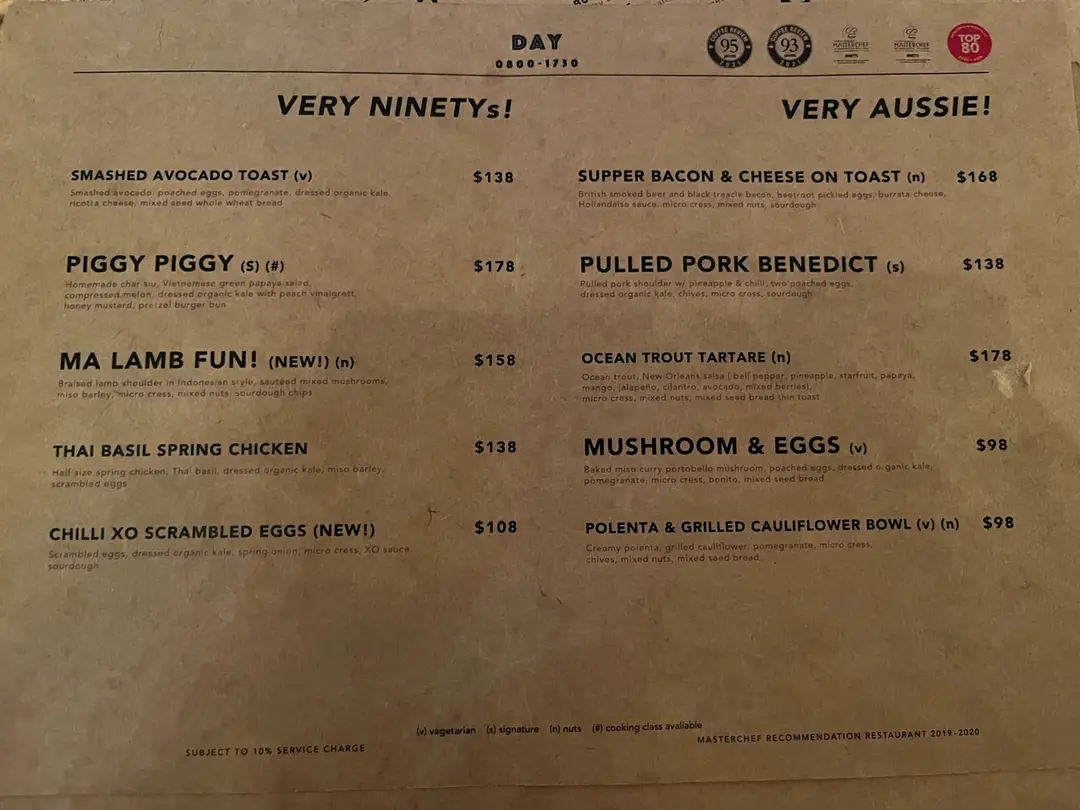 DAY
0800-1730
COFFEE REVIEW
95
2021
COFFEE REVIEW
93
2021
MASTERCHEF
MASTERCHEF
TOP
80
VERY NINETYs!
SMASHED AVOCADO TOAST (v) $138
Smashed avocado, poached eggs, pomegranate, dressed organic kale,
ricotta cheese, mixed seed whole wheat bread
PIGGY PIGGY (S) (#) $178
Homemade char siu, Vietnamese green papaya salad,
compressed melon, dressed organic kale with peach vinaigrett,
honey mustard, pretzel burger bun
MA LAMB FUN! (NEW!) (n) $158
Braised lamb shoulder in Indonesian style, sautéed mixed mushrooms,
miso barley, micro cress, mixed nuts, sourdough chips
THAI BASIL SPRING CHICKEN $138
Half size spring chicken, Thai basil, dressed organic kale, miso barley,
scrambled eggs
CHILLI XO SCRAMBLED EGGS (NEW!) $108
Scrambled eggs, dressed organic kale, spring onion, micro cress, XO sauce
sourdough
VERY AUSSIE!
SUPPER BACON & CHEESE ON TOAST (n) $168
British smoked beer and black treacle bacon, beetroot pickled eggs, burrata cheese,
Hollandaise sauce, micro cress, mixed nuts, sourdough
PULLED PORK BENEDICT (s) $138
Pulled pork shoulder w/ pineapple & chilli, two poached eggs,
dressed organic kale, chives, micro cress, sourdough
OCEAN TROUT TARTARE (n) $178
Ocean trout, New Orleans salsa ( bell pepper, pineapple, starfruit, papaya,
mango, jalapeño, cilantro, avocado, mixed berries),
micro cress, mixed nuts, mixed seed bread thin toast
MUSHROOM & EGGS (v) $98
Baked miso curry portobello mushroom, poached eggs, dressed organic kale,
pomegranate, micro cress, bonito, mixed seed bread
POLENTA & GRILLED CAULIFLOWER BOWL (v) (n) $98
Creamy polenta, grilled cauliflower, pomegranate, micro cress,
chives, mixed nuts, mixed seed bread
(v) vegetarian (s) signature (n) nuts (#) cooking class available
SUBJECT TO 10% SERVICE CHARGE
MASTERCHEF RECOMMENDATION RESTAURANT 2019-2020